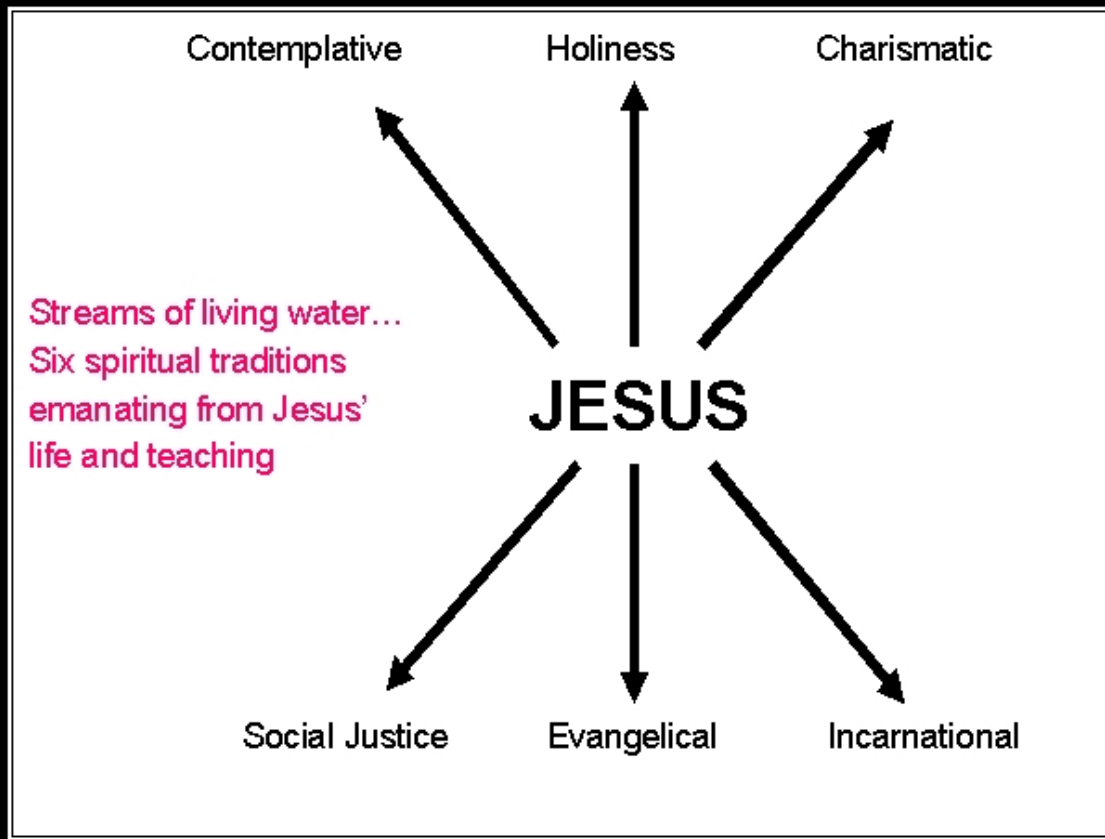 Contemplative Holiness Charismatic
Streams of living water...
Six spiritual traditions
emanating from Jesus'
life and teaching
JESUS
Social Justice Evangelical Incarnational